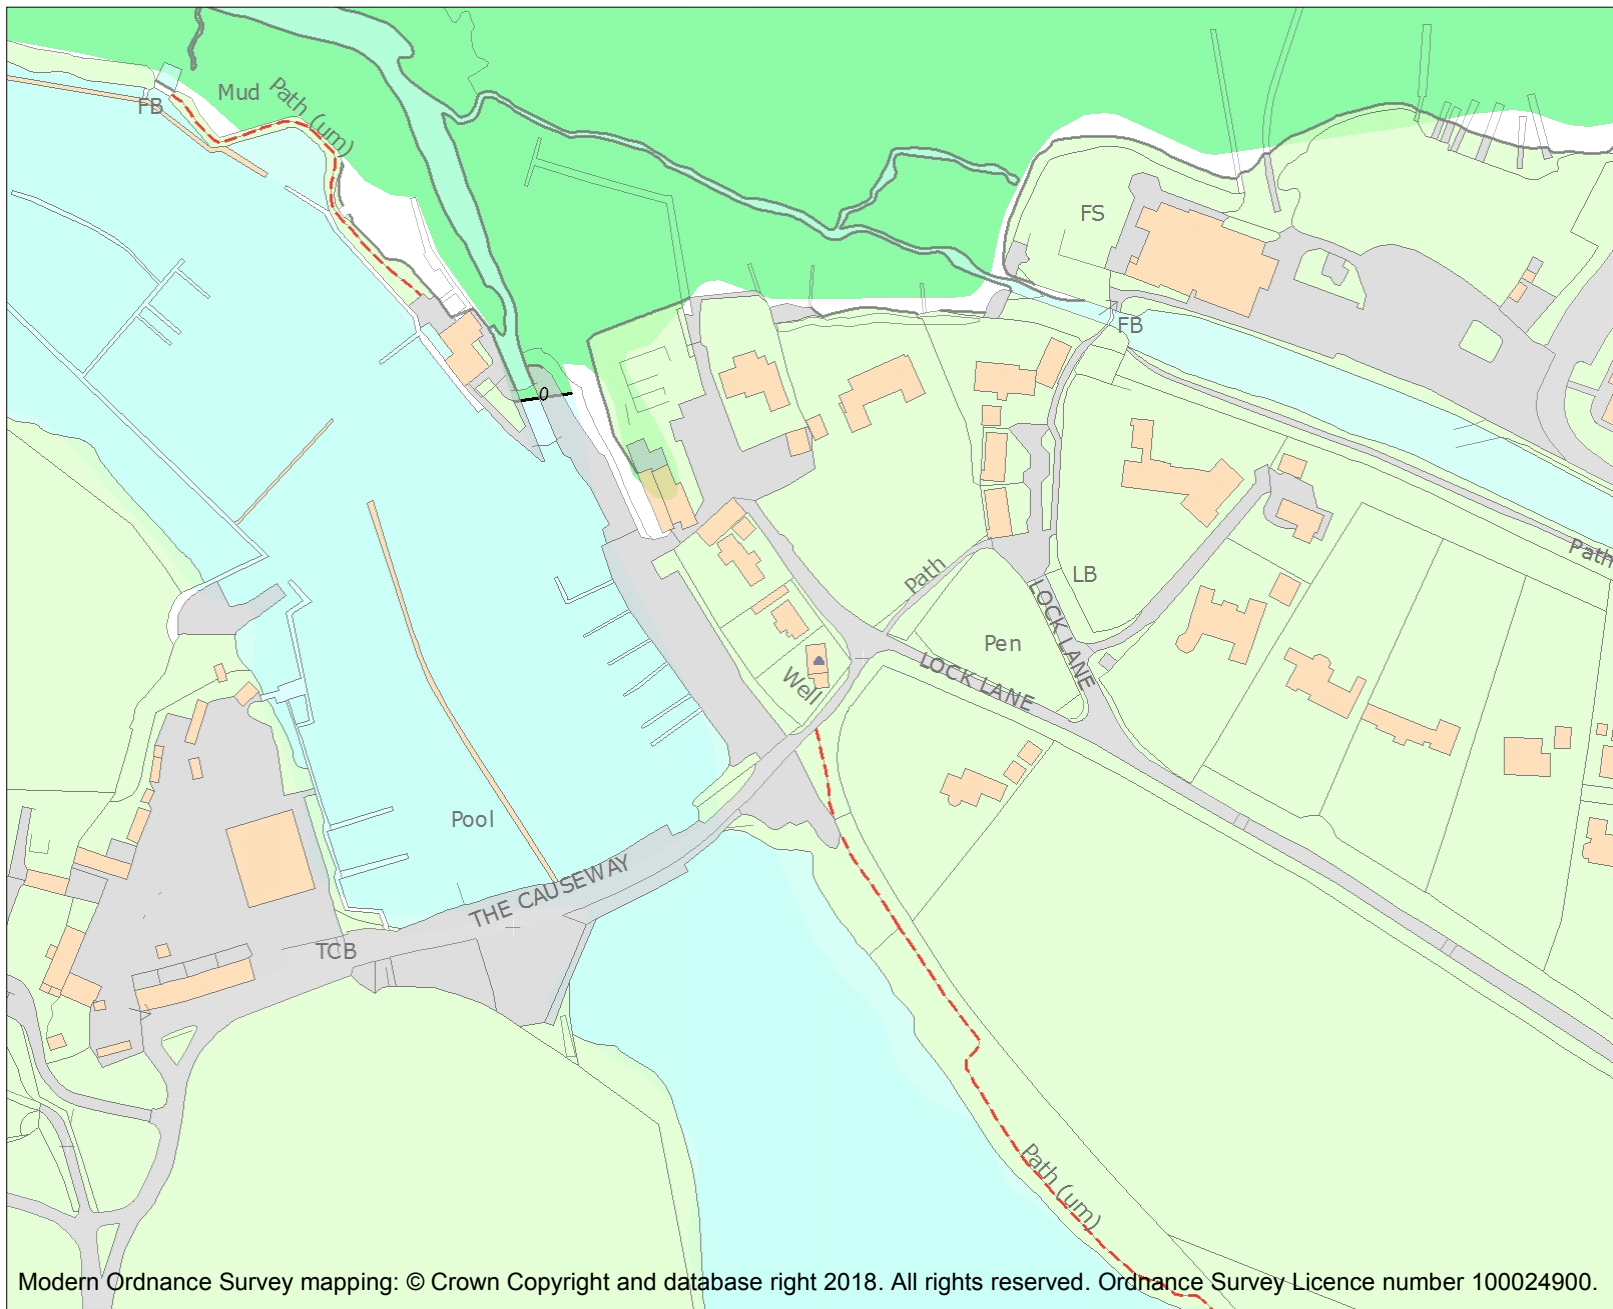 Mud
Path (um)
FB
FS
FB
0
Path
Path
LB
LOCK LANE
Pen
LOCK LANE
Well
Pool
THE CAUSEWAY
TCB
Path (um)
Modern Ordnance Survey mapping: © Crown Copyright and database right 2018. All rights reserved. Ordnance Survey Licence number 100024900.